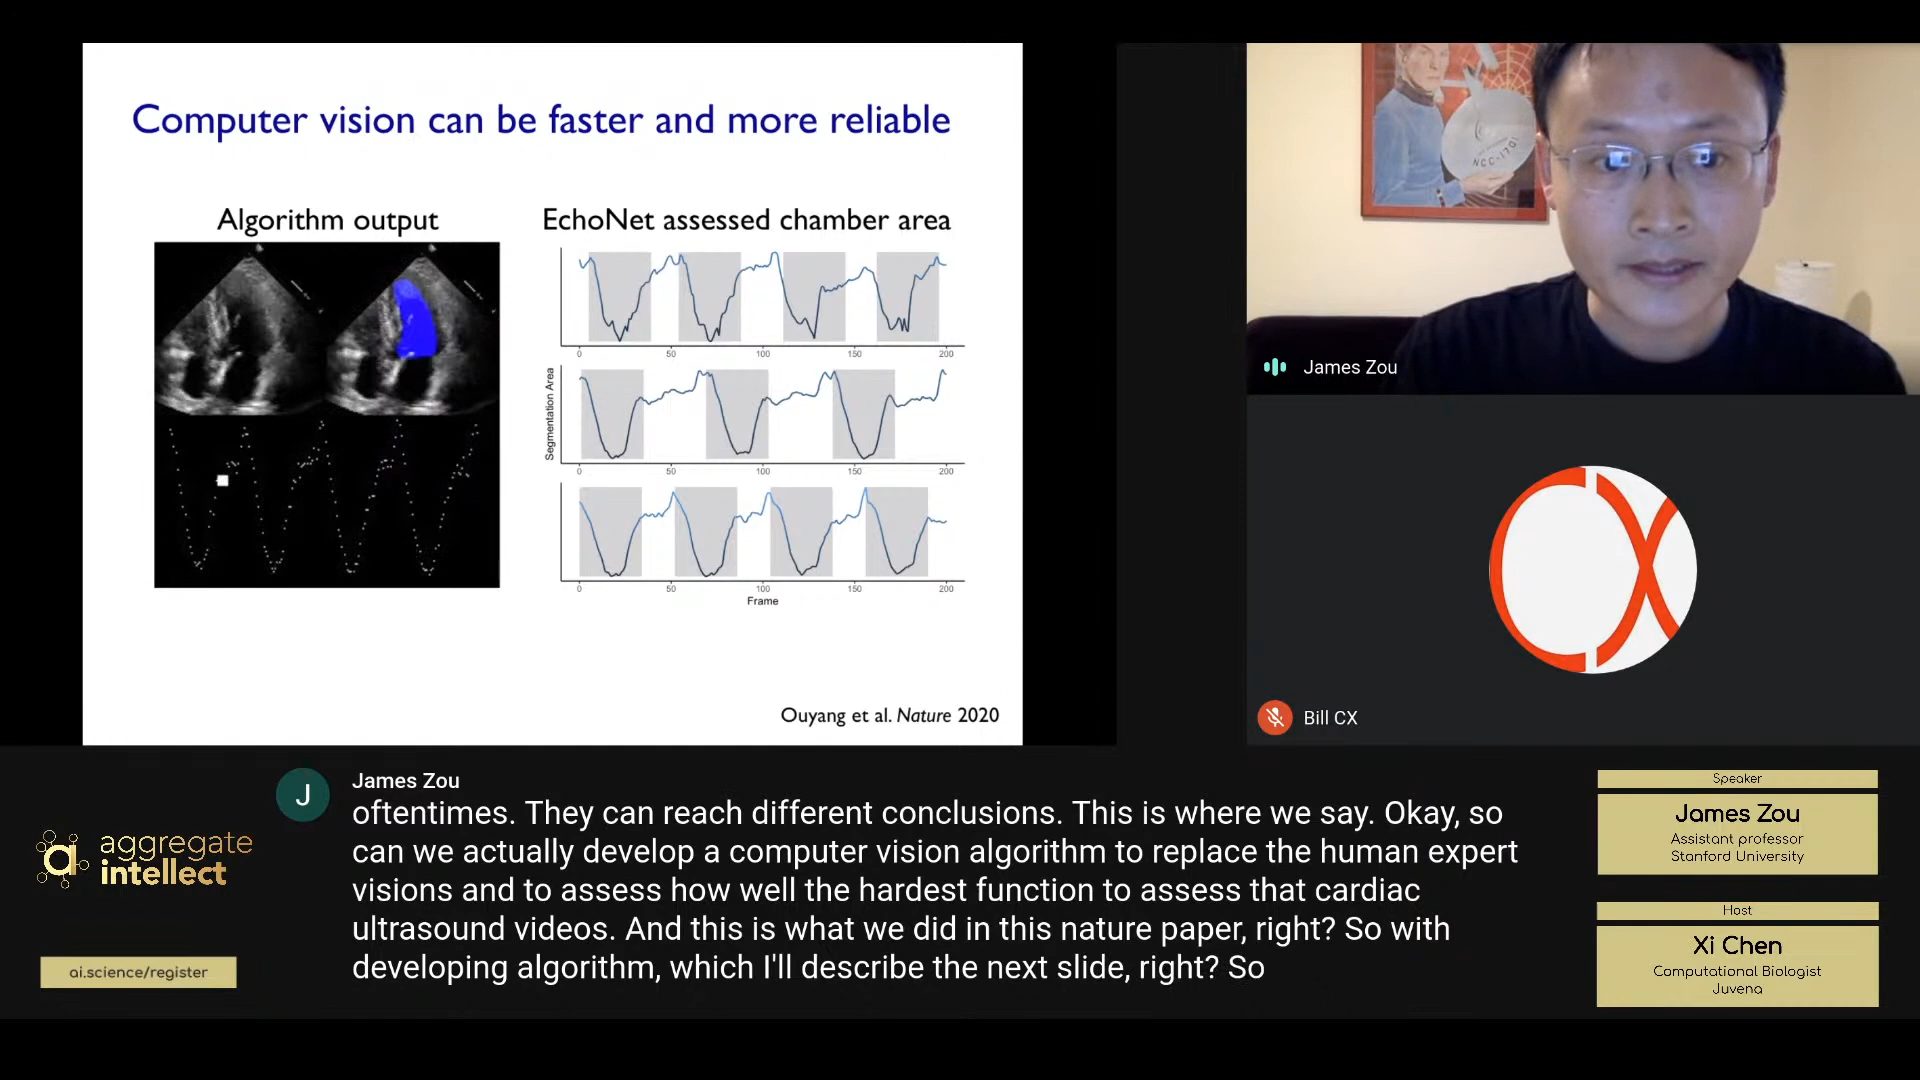 Computer vision can be faster and more reliable
Algorithm output
EchoNet assessed chamber area
0 50 100 150 200
Segmentation Area
0 50 100 150 200
0 50 100 150 200
Frame
Ouyang et al. Nature 2020
NCC-1701
James Zou
Bill CX
J
James Zou
oftentimes. They can reach different conclusions. This is where we say. Okay, so
can we actually develop a computer vision algorithm to replace the human expert
visions and to assess how well the hardest function to assess that cardiac
ultrasound videos. And this is what we did in this nature paper, right? So with
developing algorithm, which I'll describe the next slide, right? So
a
aggregate
intellect
ai.science/register
Speaker
James Zou
Assistant professor
Stanford University
Host
Xi Chen
Computational Biologist
Juvena